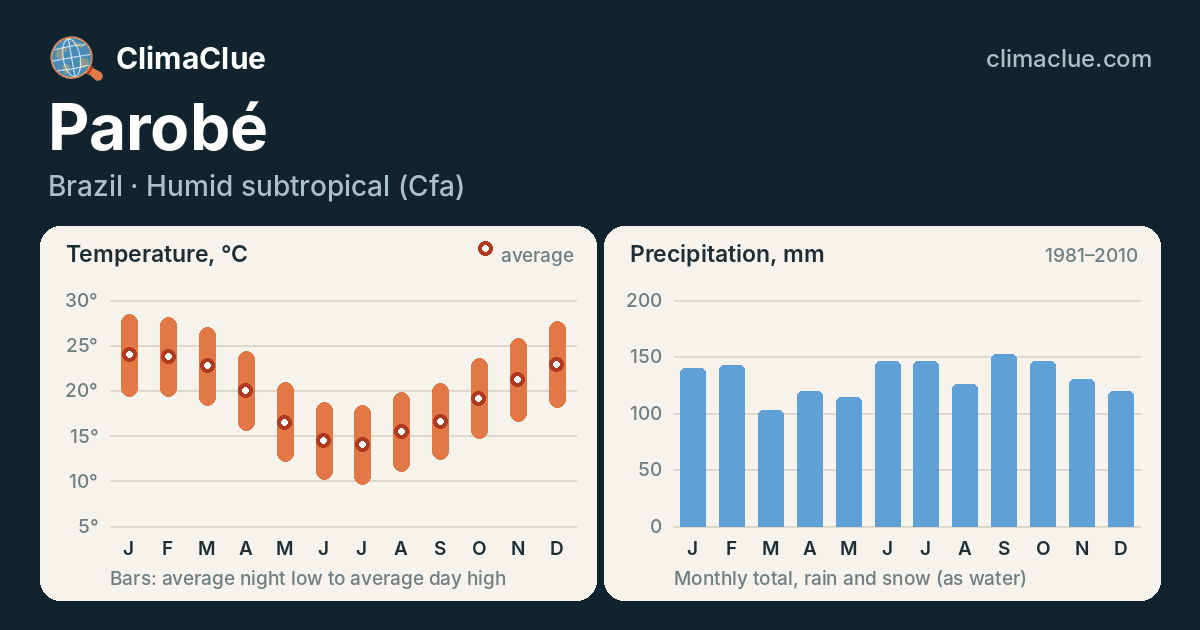 ClimaClue
climaclue.com
Parobé
Brazil · Humid subtropical (Cfa)
Temperature, °C
average
30°
25°
20°
15°
10°
5°
J F M A M J J A S O N D
Bars: average night low to average day high
Precipitation, mm
1981–2010
200
150
100
50
0
J F M A M J J A S O N D
Monthly total, rain and snow (as water)